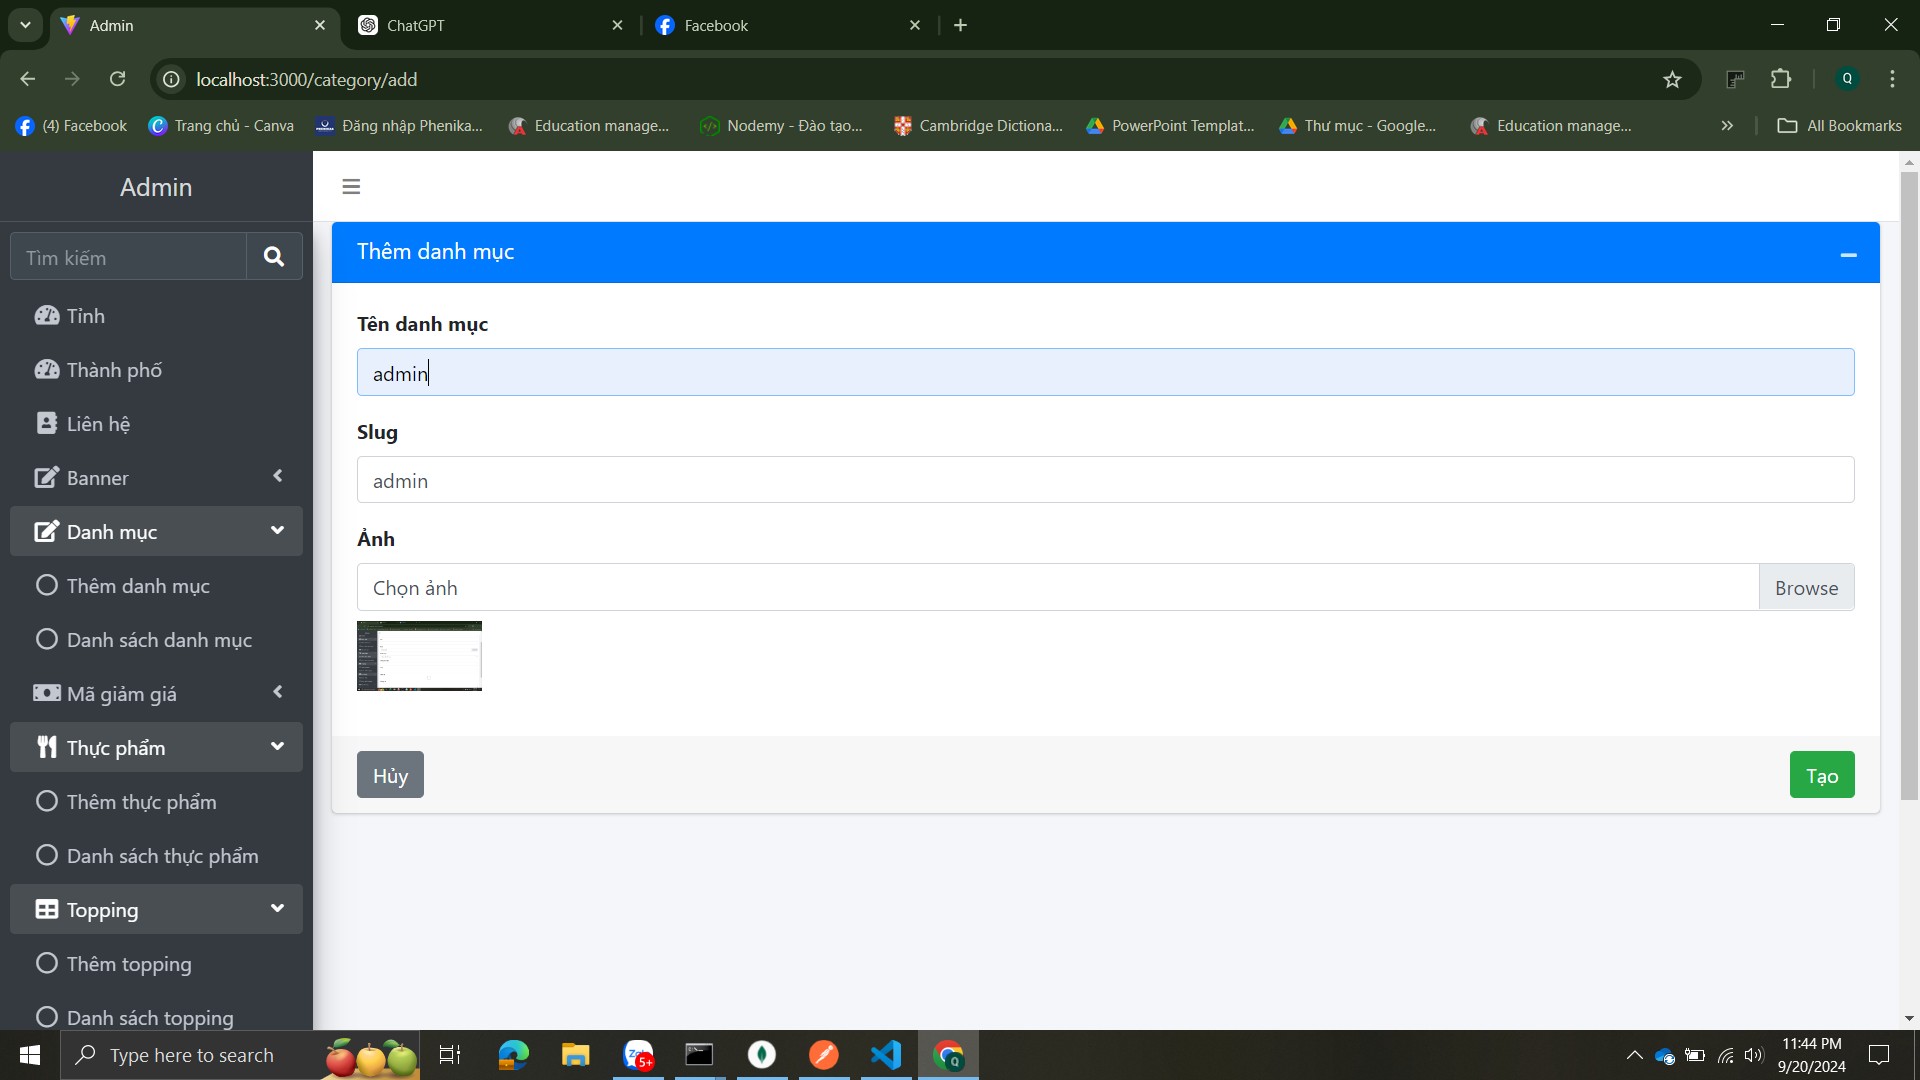 Admin
ChatGPT
Facebook
localhost:3000/category/add
Q
(4) Facebook
Trang chủ - Canva
Đăng nhập Phenika...
Education manage...
Nodemy - Đào tạo...
Cambridge Dictiona...
PowerPoint Templat...
Thư mục - Google...
Education manage...
All Bookmarks
Admin
Tìm kiếm
Tỉnh
Thành phố
Liên hệ
Banner
Danh mục
Thêm danh mục
Danh sách danh mục
Mã giảm giá
Thực phẩm
Thêm thực phẩm
Danh sách thực phẩm
Topping
Thêm topping
Danh sách topping
Thêm danh mục
Tên danh mục
admin
Slug
admin
Ảnh
Chọn ảnh
Browse
Hủy
Tạo
Type here to search
5+
Q
11:44 PM
9/20/2024